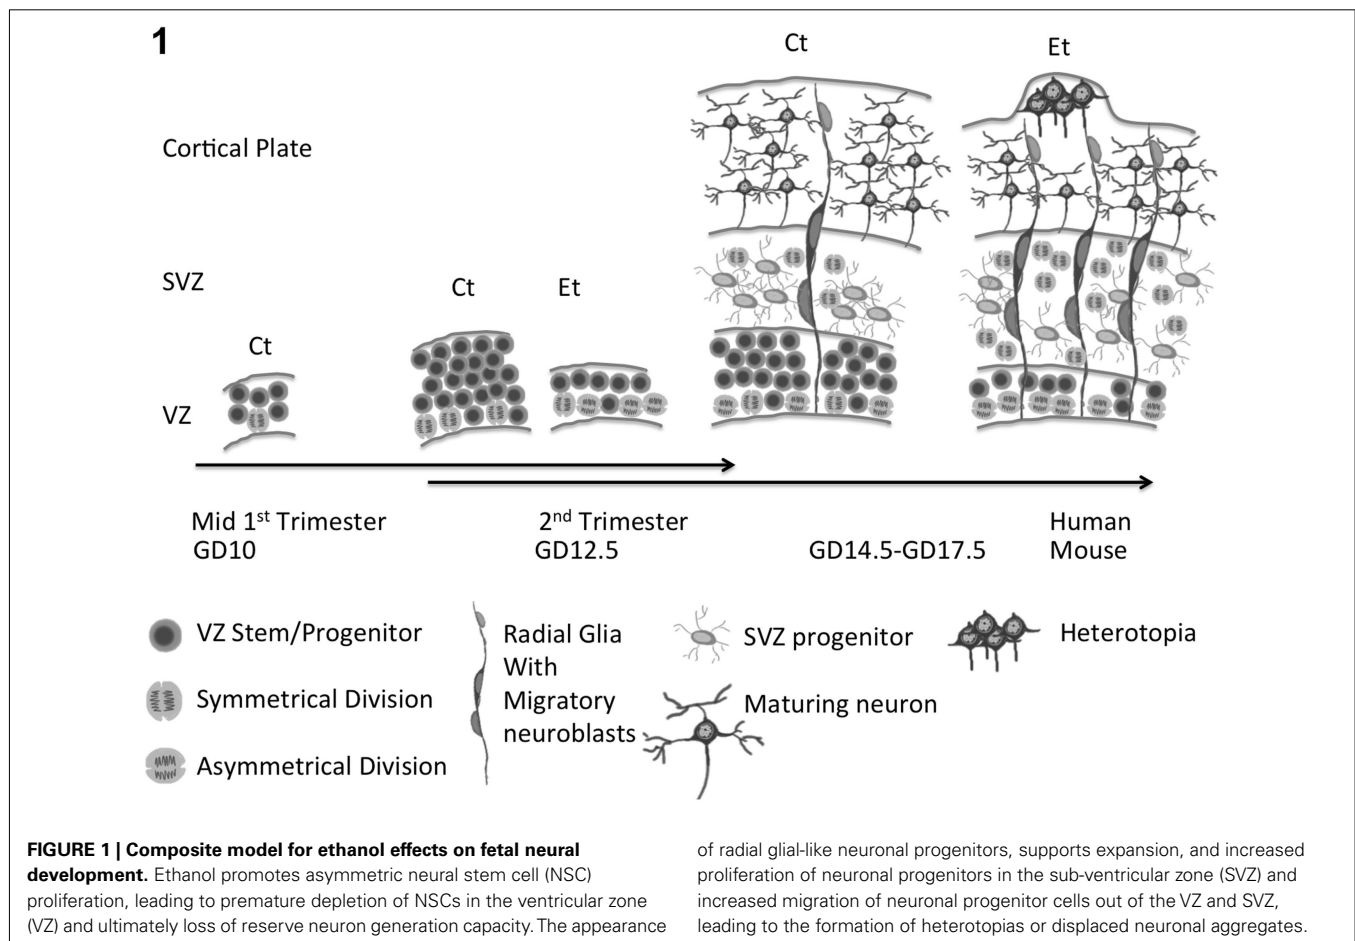 1
Ct
Et
Cortical Plate
SVZ
Ct
Et
Ct
VZ
Mid 1st Trimester
GD10
2nd Trimester
GD12.5
GD14.5-GD17.5
Human
Mouse
VZ Stem/Progenitor
Symmetrical Division
Asymmetrical Division
Radial Glia
With
Migratory
neuroblasts
SVZ progenitor
Maturing neuron
Heterotopia
FIGURE 1 | Composite model for ethanol effects on fetal neural
development. Ethanol promotes asymmetric neural stem cell (NSC)
proliferation, leading to premature depletion of NSCs in the ventricular zone
(VZ) and ultimately loss of reserve neuron generation capacity. The appearance
of radial glial-like neuronal progenitors, supports expansion, and increased
proliferation of neuronal progenitors in the sub-ventricular zone (SVZ) and
increased migration of neuronal progenitor cells out of the VZ and SVZ,
leading to the formation of heterotopias or displaced neuronal aggregates.